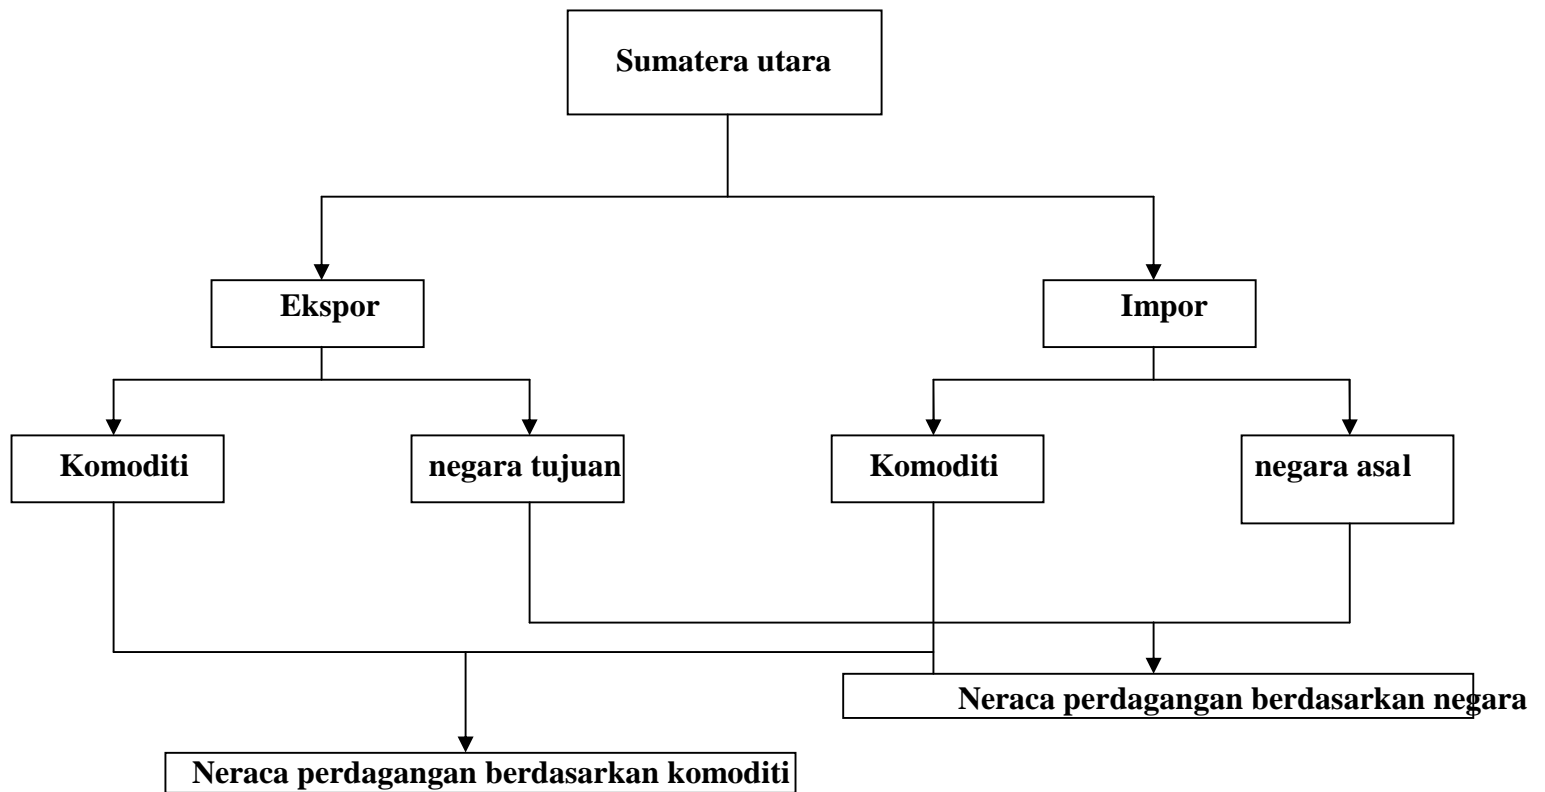 Sumatera utara
Ekspor
Impor
Komoditi
negara tujuan
Komoditi
negara asal
Neraca perdagangan berdasarkan negara
Neraca perdagangan berdasarkan komoditi